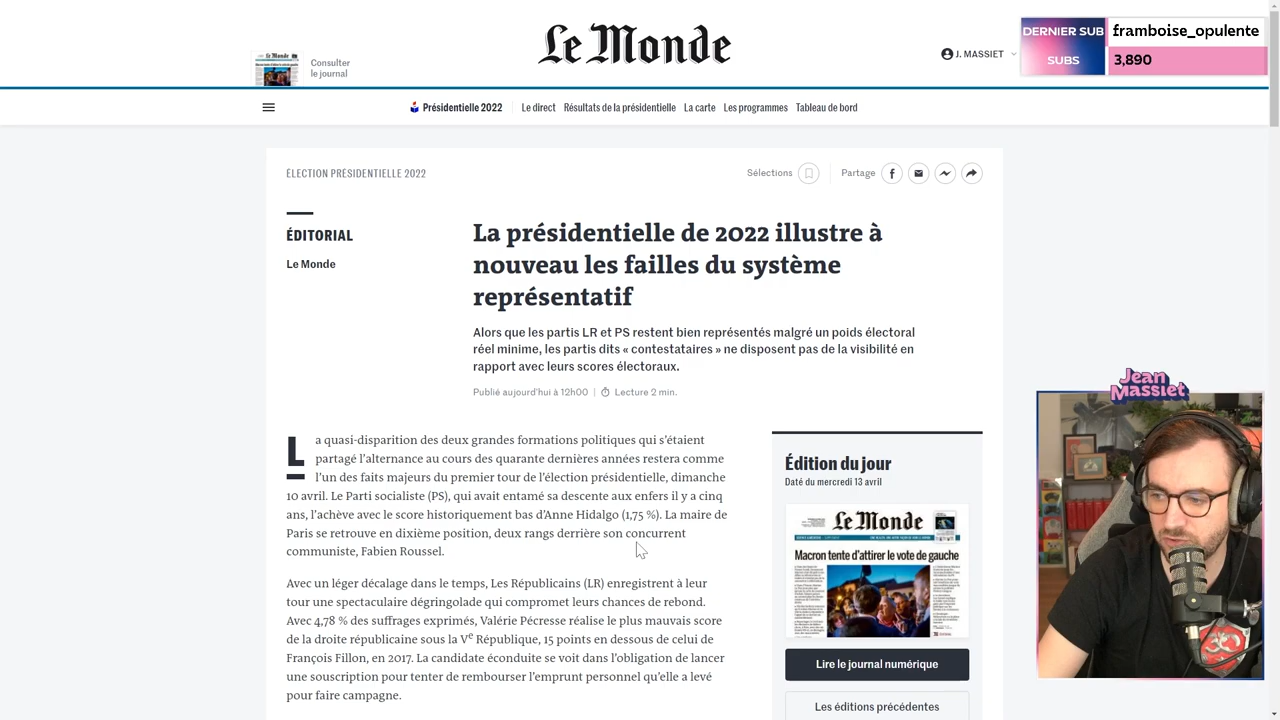 Le Monde
Consulter
le journal
J. MASSIET
DERNIER SUB
framboise_opulente
SUBS
3,890
Présidentielle 2022
Le direct
Résultats de la présidentielle
La carte
Les programmes
Tableau de bord
ÉLECTION PRÉSIDENTIELLE 2022
Sélections
Partage
ÉDITORIAL
Le Monde
La présidentielle de 2022 illustre à
nouveau les failles du système
représentatif
Alors que les partis LR et PS restent bien représentés malgré un poids électoral
réel minime, les partis dits « contestataires » ne disposent pas de la visibilité en
rapport avec leurs scores électoraux.
Publié aujourd'hui à 12h00
Lecture 2 min.
La quasi-disparition des deux grandes formations politiques qui s'étaient
partagé l'alternance au cours des quarante dernières années restera comme
l'un des faits majeurs du premier tour de l'élection présidentielle, dimanche
10 avril. Le Parti socialiste (PS), qui avait entamé sa descente aux enfers il y a cinq
ans, l'achève avec le score historiquement bas d'Anne Hidalgo (1,75 %). La maire de
Paris se retrouve en dixième position, deux rangs derrière son concurrent
communiste, Fabien Roussel.
Avec un léger décalage dans le temps, Les Républicains (LR) enregistrent à leur
tour une spectaculaire dégringolade qui compromet leurs chances de rebond.
Avec 4,78 % des suffrages exprimés, Valérie Pécresse réalise le plus mauvais score
de la droite républicaine sous la Ve République, 15 points en dessous de celui de
François Fillon, en 2017. La candidate éconduite se voit dans l'obligation de lancer
une souscription pour tenter de rembourser l'emprunt personnel qu'elle a levé
pour faire campagne.
Édition du jour
Daté du mercredi 13 avril
Le Monde
Macron tente d'attirer le vote de gauche
Lire le journal numérique
Les éditions précédentes
Jean
Massiet